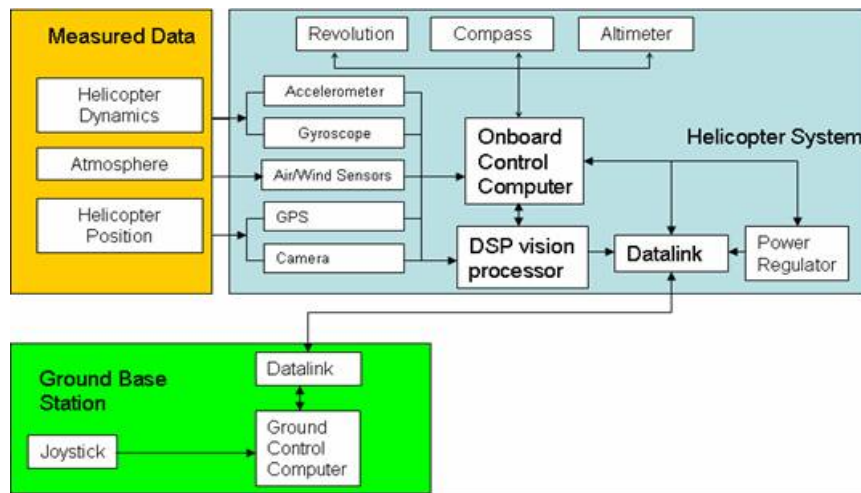 Measured Data
Helicopter
Dynamics
Atmosphere
Helicopter
Position
Revolution
Compass
Altimeter
Accelerometer
Gyroscope
Air/Wind Sensors
GPS
Camera
Onboard
Control
Computer
Helicopter System
DSP vision
processor
Datalink
Power
Regulator
Ground Base
Station
Datalink
Joystick
Ground
Control
Computer